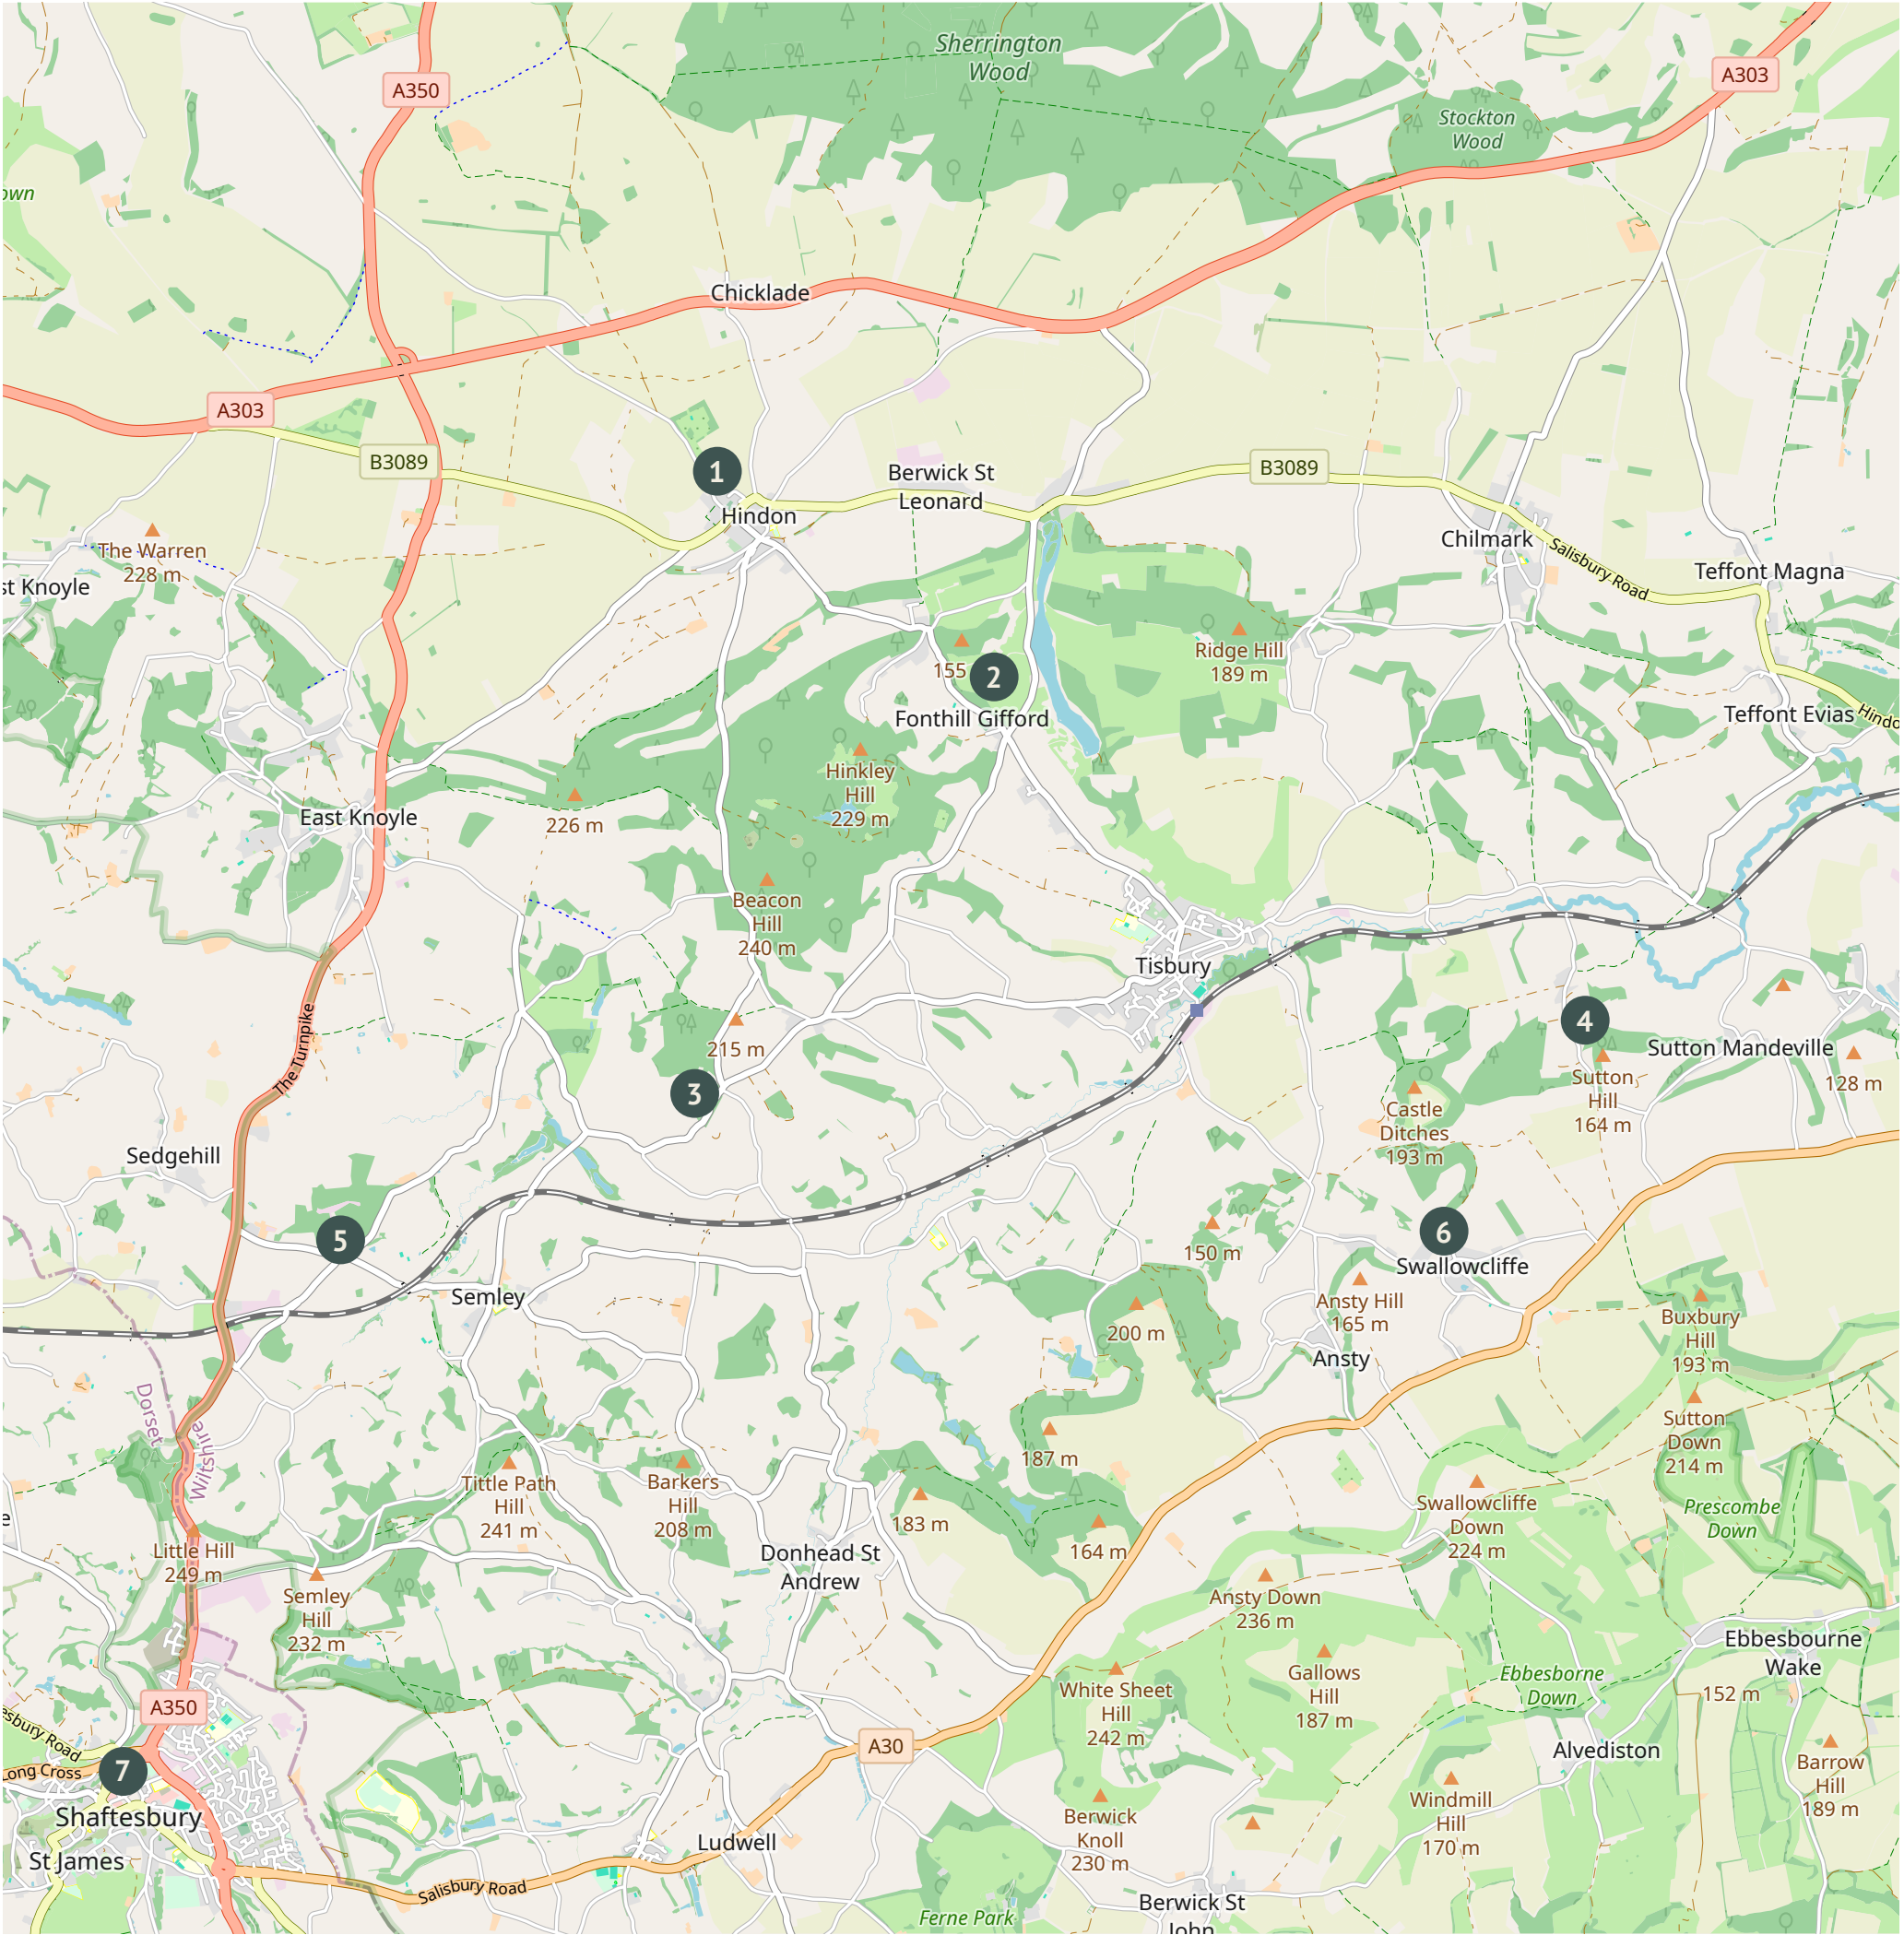 Sherrington
Wood
A303
A350
Stockton
Wood
own
Chicklade
A303
B3089
B3089
1
Berwick St
Leonard
Hindon
Chilmark
The Warren
228 m
Salisbury Road
Teffont Magna
st Knoyle
Ridge Hill
189 m
155
2
Fonthill Gifford
Teffont Evias
Hindo
Hinkley
Hill
229 m
East Knoyle
226 m
Beacon
Hill
240 m
Tisbury
The Turnpike
4
215 m
Sutton Mandeville
3
Sutton
Hill
164 m
128 m
Castle
Ditches
193 m
Sedgehill
5
6
150 m
Swallowcliffe
Semley
Ansty Hill
165 m
200 m
Buxbury
Hill
193 m
Ansty
Dorset
Wiltshire
Sutton
Down
214 m
187 m
Tittle Path
Hill
241 m
Barkers
Hill
208 m
Swallowcliffe
Down
224 m
Prescombe
Down
e
183 m
164 m
Little Hill
249 m
Donhead St
Andrew
Semley
Hill
232 m
Ansty Down
236 m
Ebbesbourne
Wake
Gallows
Hill
187 m
Ebbesborne
Down
White Sheet
Hill
242 m
152 m
A350
esbury Road
A30
Alvediston
Barrow
Hill
189 m
ong Cross
7
Shaftesbury
Windmill
Hill
170 m
Berwick
Knoll
230 m
Ludwell
St James
Salisbury Road
Ferne Park
Berwick St
John